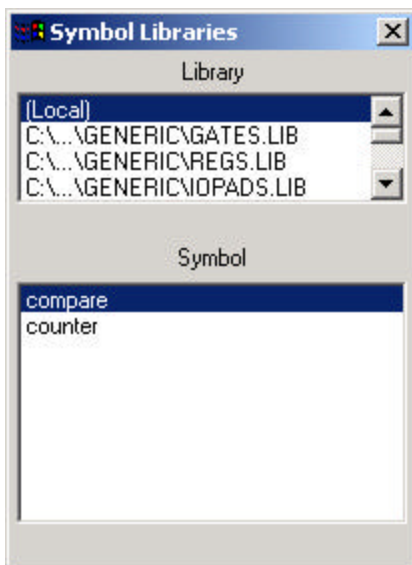 Symbol Libraries
Library
(Local)
C:\...\GENERIC\GATES.LIB
C:\...\GENERIC\REGS.LIB
C:\...\GENERIC\IOPADS.LIB
Symbol
compare
counter